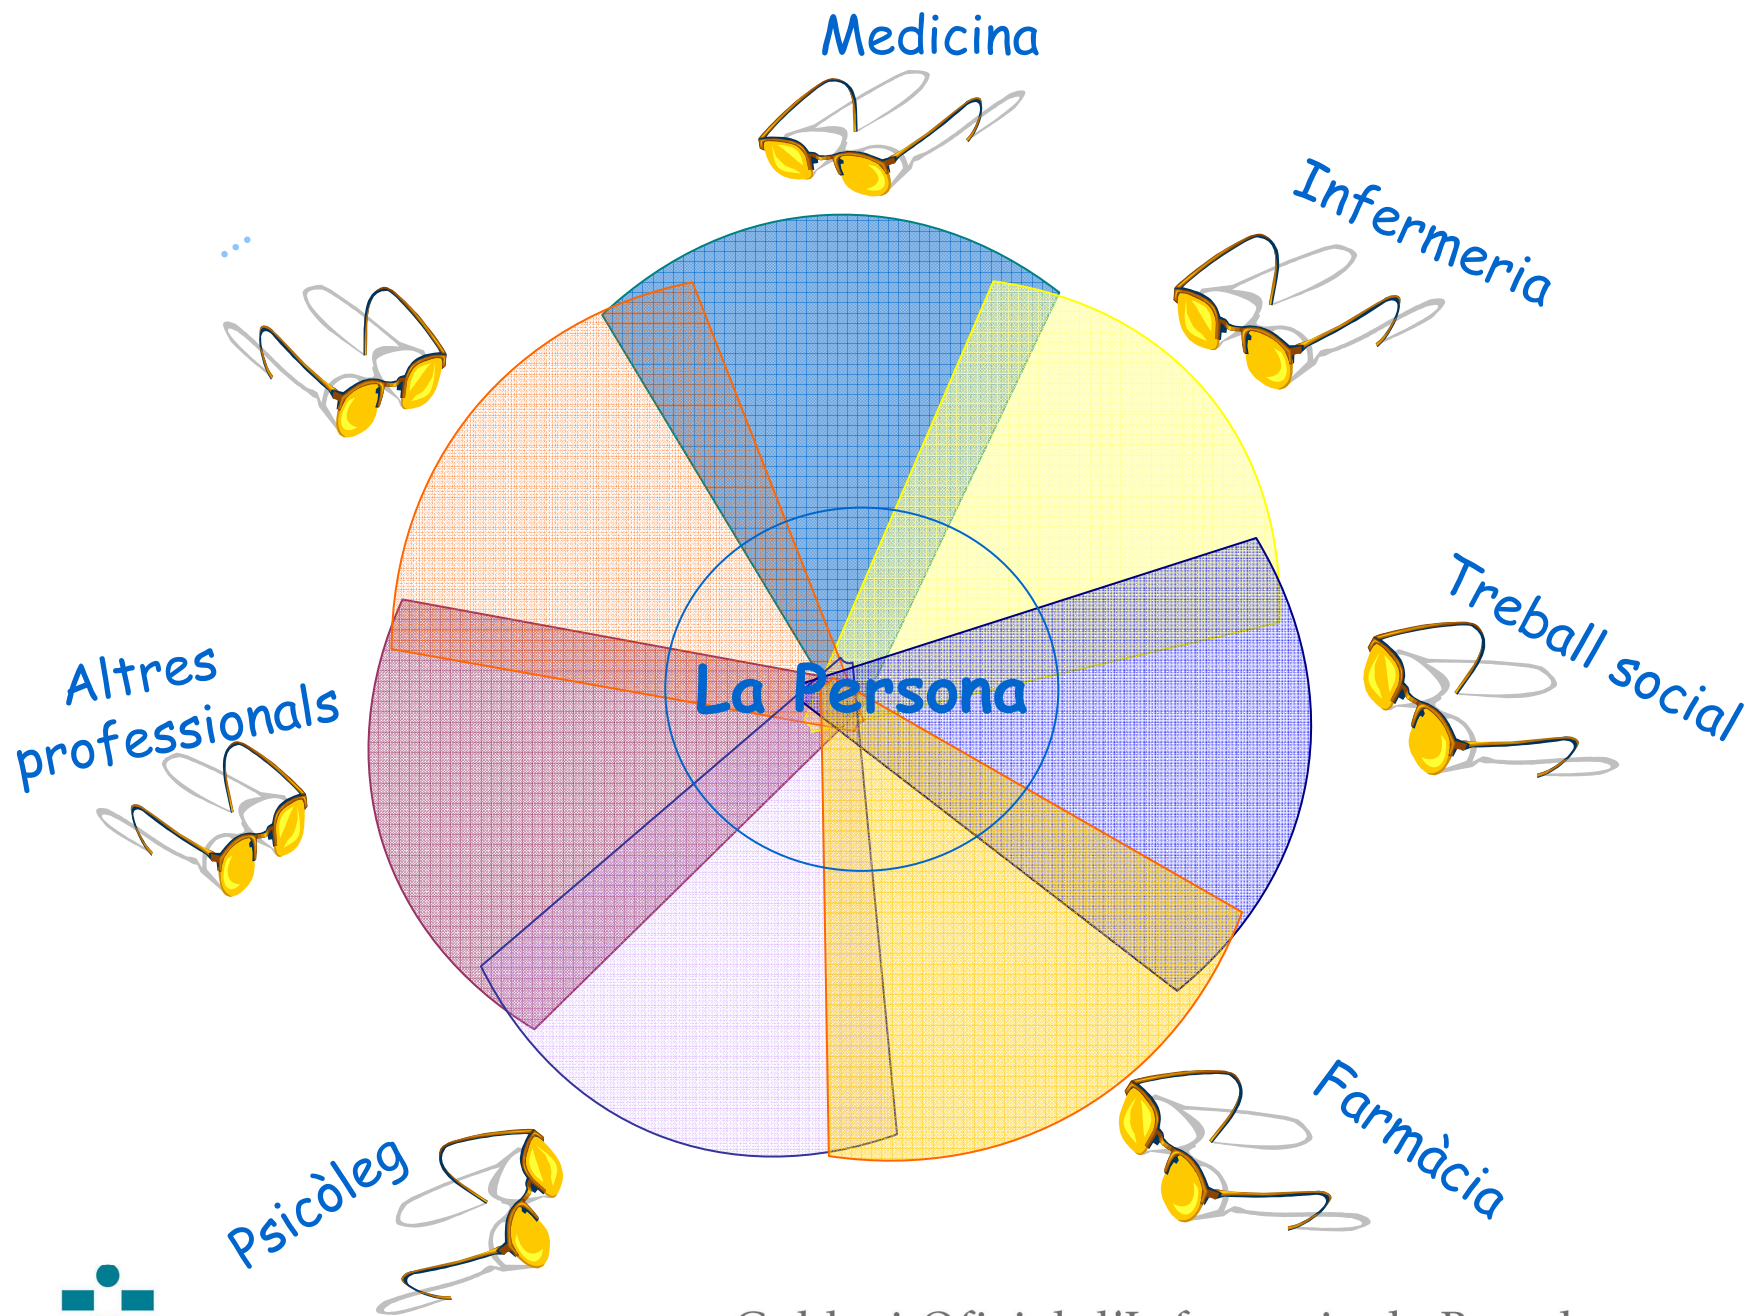 Medicina
Infermeria
...
Treball social
La Persona
Altres
professionals
Farmàcia
Psicòleg